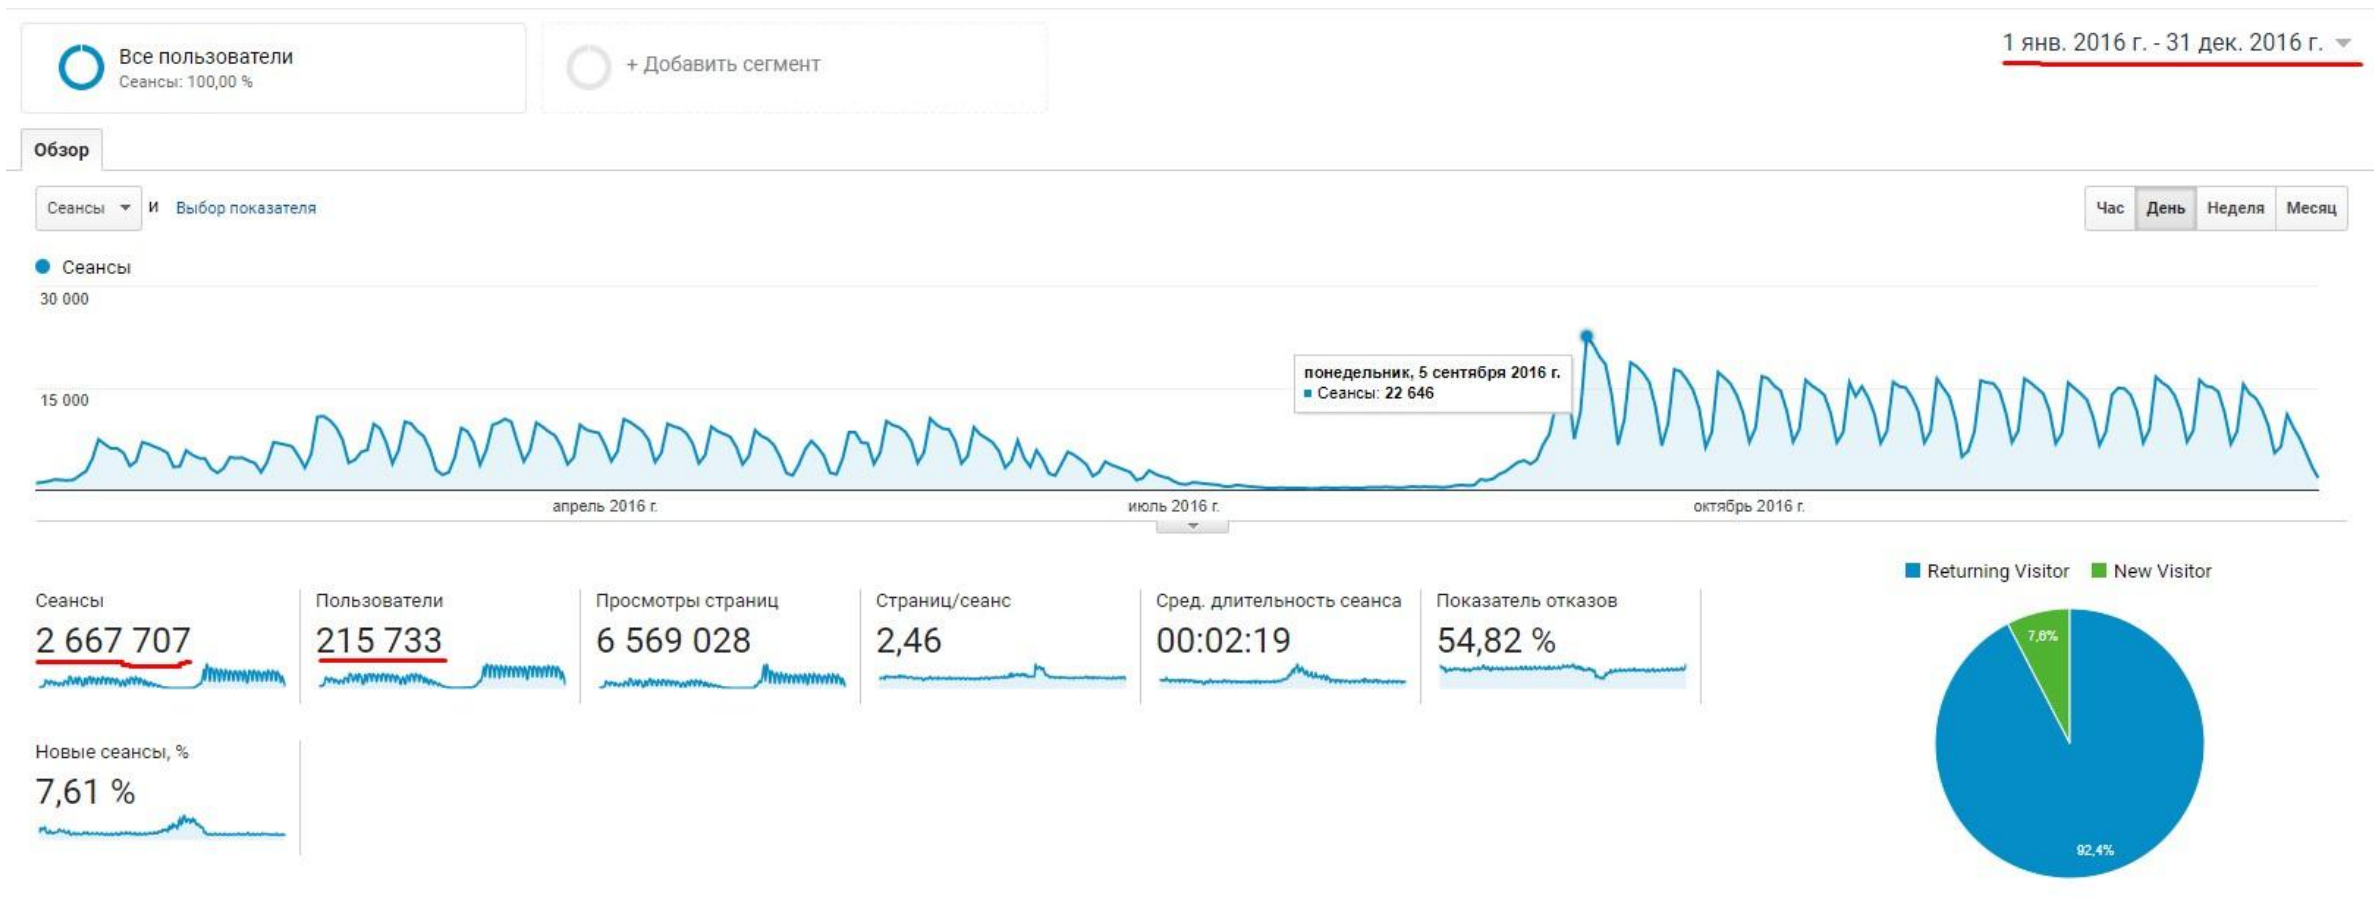 Все пользователи
Сеансы: 100,00 %
+ Добавить сегмент
1 янв. 2016 г. - 31 дек. 2016 г.
Обзор
Сеансы и Выбор показателя
Час День Неделя Месяц
Сеансы
30 000
15 000
понедельник, 5 сентября 2016 г.
Сеансы: 22 646
апрель 2016 г. июль 2016 г. октябрь 2016 г.
Returning Visitor New Visitor
Сеансы
2 667 707
Пользователи
215 733
Просмотры страниц
6 569 028
Страниц/сеанс
2,46
Сред. длительность сеанса
00:02:19
Показатель отказов
54,82 %
Новые сеансы, %
7,61 %
7,6%
92,4%